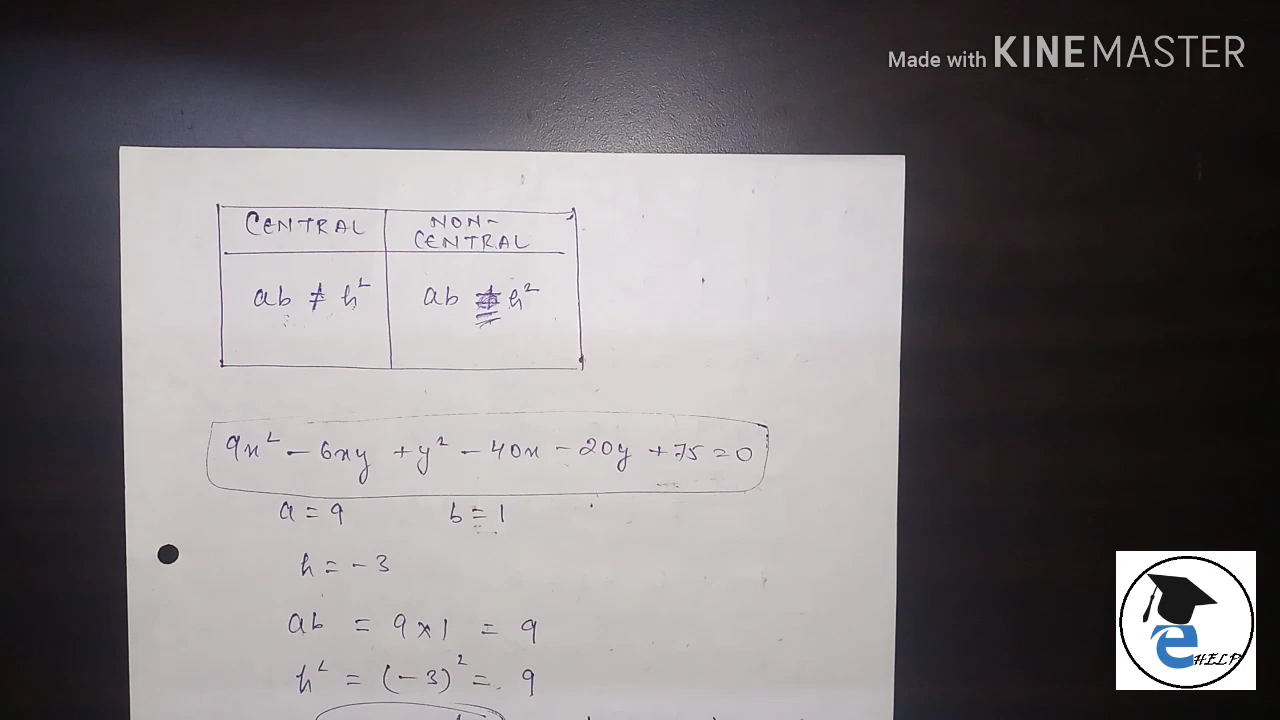 Made with KINEMASTER
CENTRAL
NON-
CENTRAL
ab ≠ h²
ab = h²
9x² - 6xy + y² - 40x - 20y + 75 = 0
a = 9 b = 1
h = -3
ab = 9 × 1 = 9
h² = (-3)² = 9
e HELP